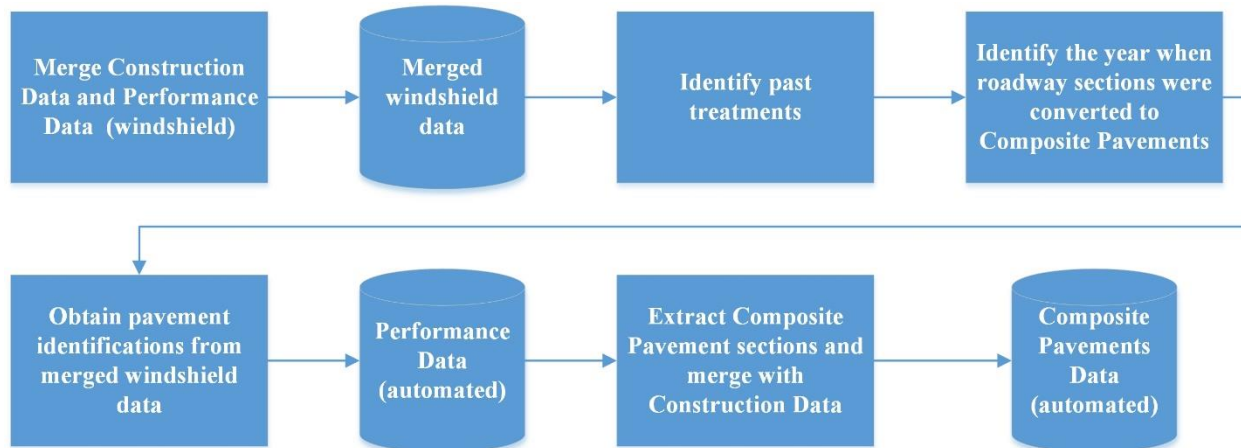 Merge Construction
Data and Performance
Data (windshield)
Merged
windshield
data
Identify past
treatments
Identify the year when
roadway sections were
converted to
Composite Pavements
Obtain pavement
identifications from
merged windshield
data
Performance
Data
(automated)
Extract Composite
Pavement sections and
merge with
Construction Data
Composite
Pavements
Data
(automated)